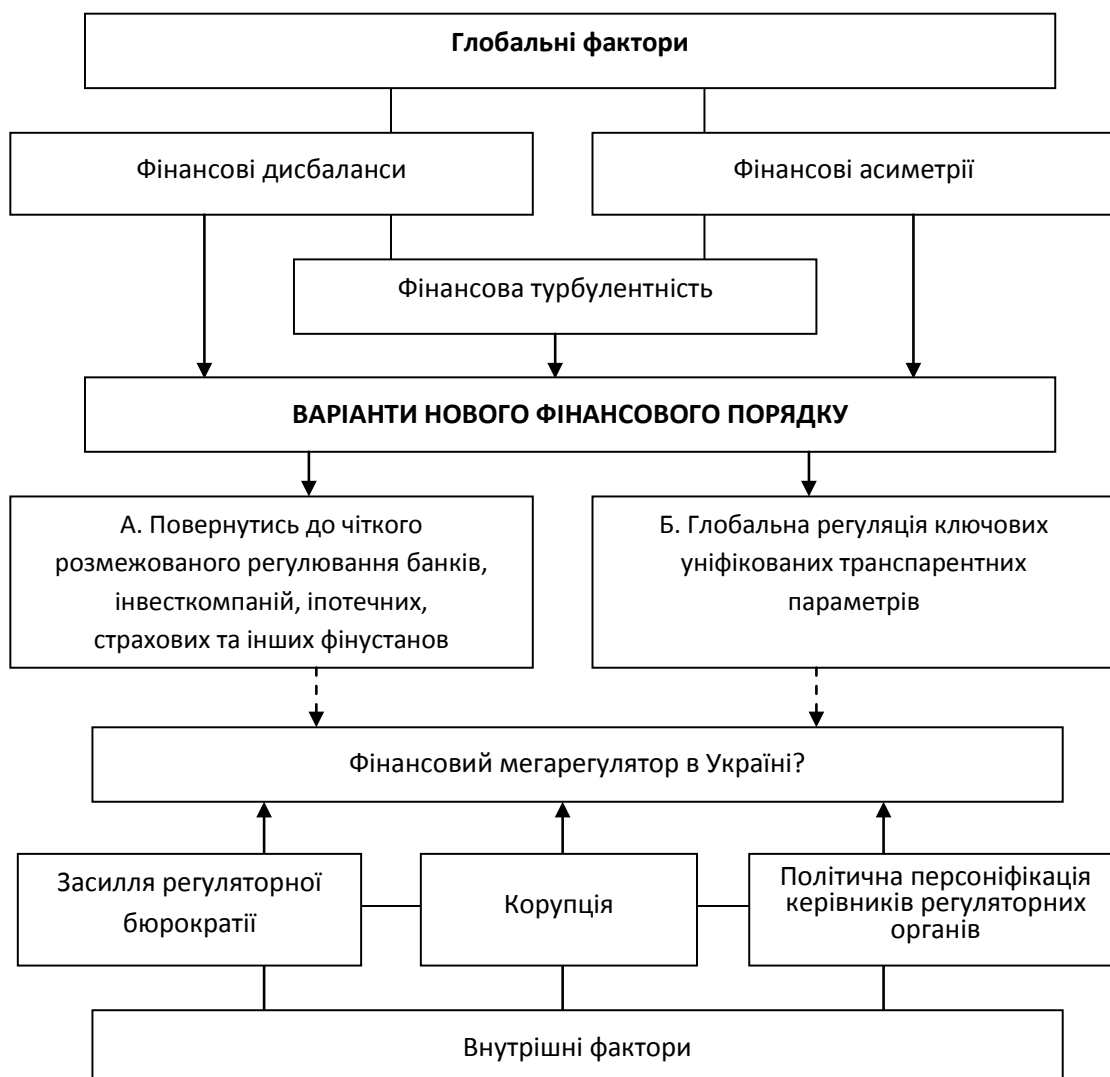 Глобальні фактори
Фінансові дисбаланси
Фінансові асиметрії
Фінансова турбулентність
ВАРІАНТИ НОВОГО ФІНАНСОВОГО ПОРЯДКУ
А. Повернутись до чіткого
розмежованого регулювання банків,
інвесткомпаній, іпотечних,
страхових та інших фінустанов
Б. Глобальна регуляція ключових
уніфікованих транспарентних
параметрів
Фінансовий мегарегулятор в Україні?
Засилля регуляторної
бюрократії
Корупція
Політична персоніфікація
керівників регуляторних
органів
Внутрішні фактори